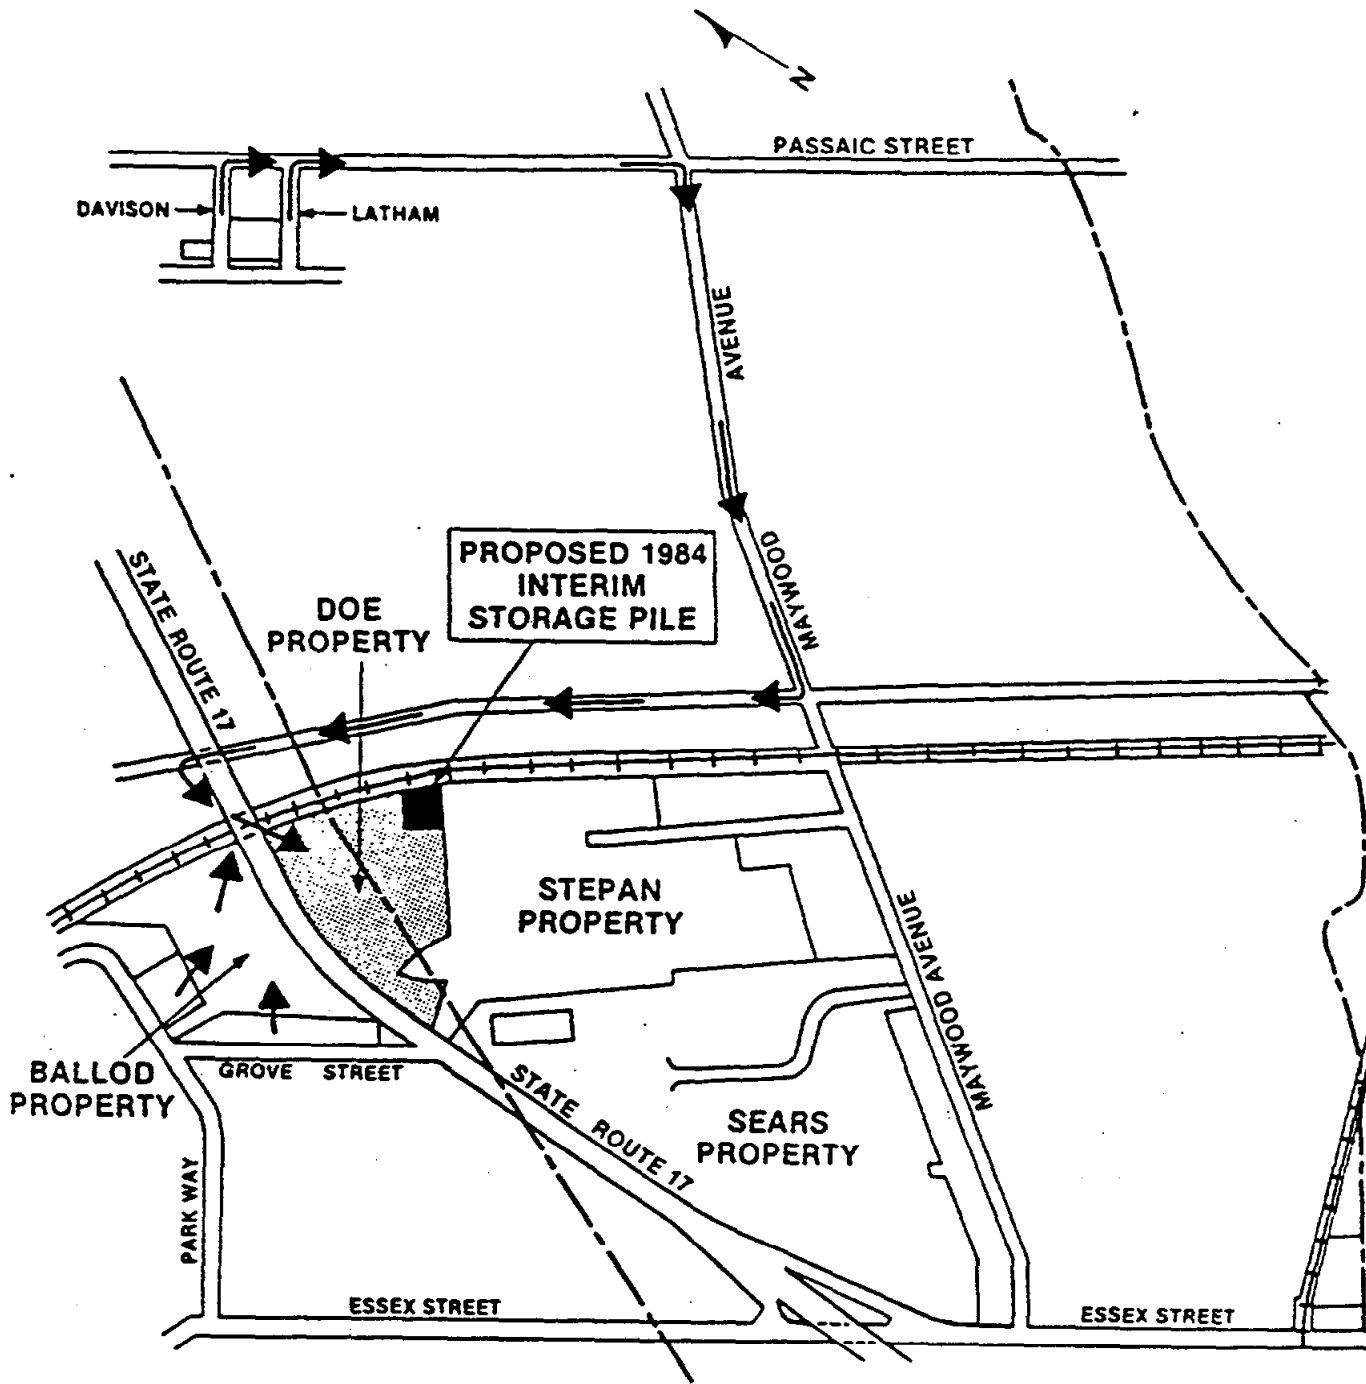 N
PASSAIC STREET
DAVISON
LATHAM
AVENUE
MAYWOOD
STATE ROUTE 17
PROPOSED 1984
INTERIM
STORAGE PILE
DOE
PROPERTY
STEPAN
PROPERTY
MAYWOOD AVENUE
BALLOD
PROPERTY
GROVE STREET
STATE ROUTE 17
SEARS
PROPERTY
PARK WAY
ESSEX STREET
ESSEX STREET